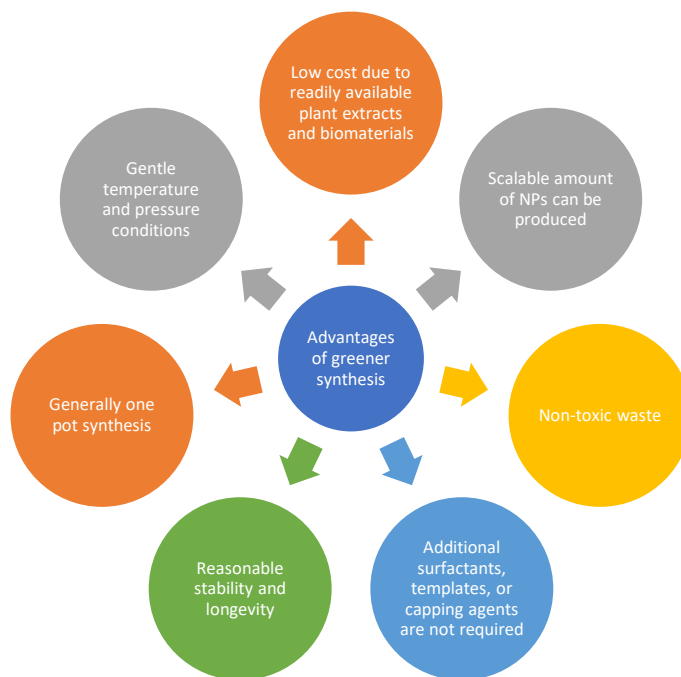 Low cost due to
readily available
plant extracts
and biomaterials
Gentle
temperature
and pressure
conditions
Scalable amount
of NPs can be
produced
Advantages
of greener
synthesis
Generally one
pot synthesis
Non-toxic waste
Reasonable
stability and
longevity
Additional
surfactants,
templates, or
capping agents
are not required